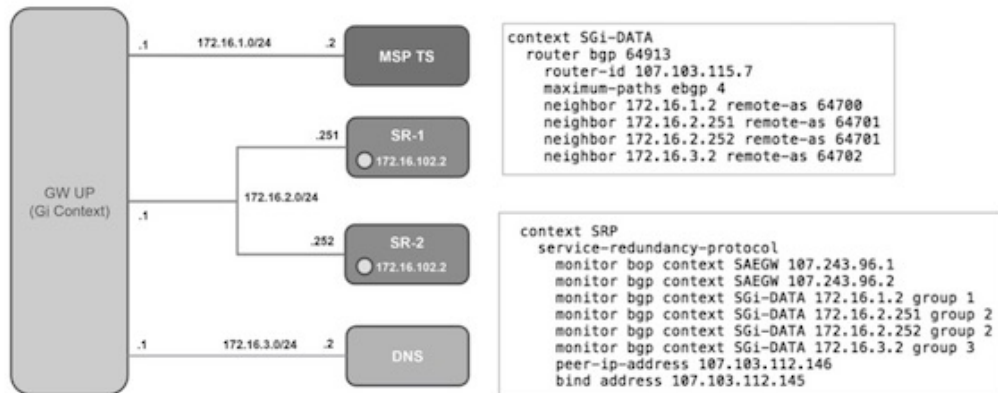 GW UP
(Gi Context)
.1
172.16.1.0/24
.2
MSP TS
.251
SR-1
172.16.102.2
.1
172.16.2.0/24
.252
SR-2
172.16.102.2
.1
172.16.3.0/24
.2
DNS
context SGi-DATA
router bgp 64913
router-id 107.103.115.7
maximum-paths ebgp 4
neighbor 172.16.1.2 remote-as 64700
neighbor 172.16.2.251 remote-as 64701
neighbor 172.16.2.252 remote-as 64701
neighbor 172.16.3.2 remote-as 64702
context SRP
service-redundancy-protocol
monitor bop context SAEGW 107.243.96.1
monitor bgp context SAEGW 107.243.96.2
monitor bgp context SGi-DATA 172.16.1.2 group 1
monitor bgp context SGi-DATA 172.16.2.251 group 2
monitor bgp context SGi-DATA 172.16.2.252 group 2
monitor bgp context SGi-DATA 172.16.3.2 group 3
peer-ip-address 107.103.112.146
bind address 107.103.112.145